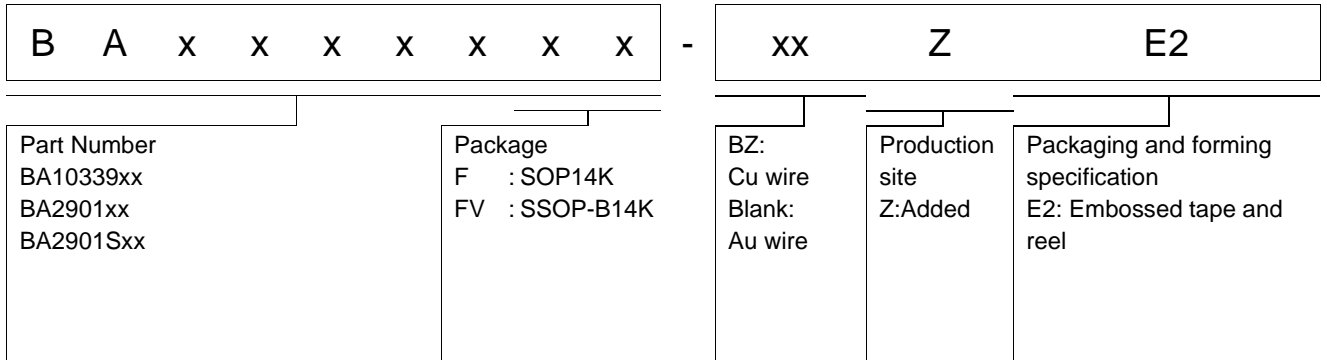 B A x x x x x x x - xx Z E2
Part Number
BA10339xx
BA2901xx
BA2901Sxx
Package
F : SOP14K
FV : SSOP-B14K
BZ:
Cu wire
Blank:
Au wire
Production
site
Z:Added
Packaging and forming
specification
E2: Embossed tape and
reel